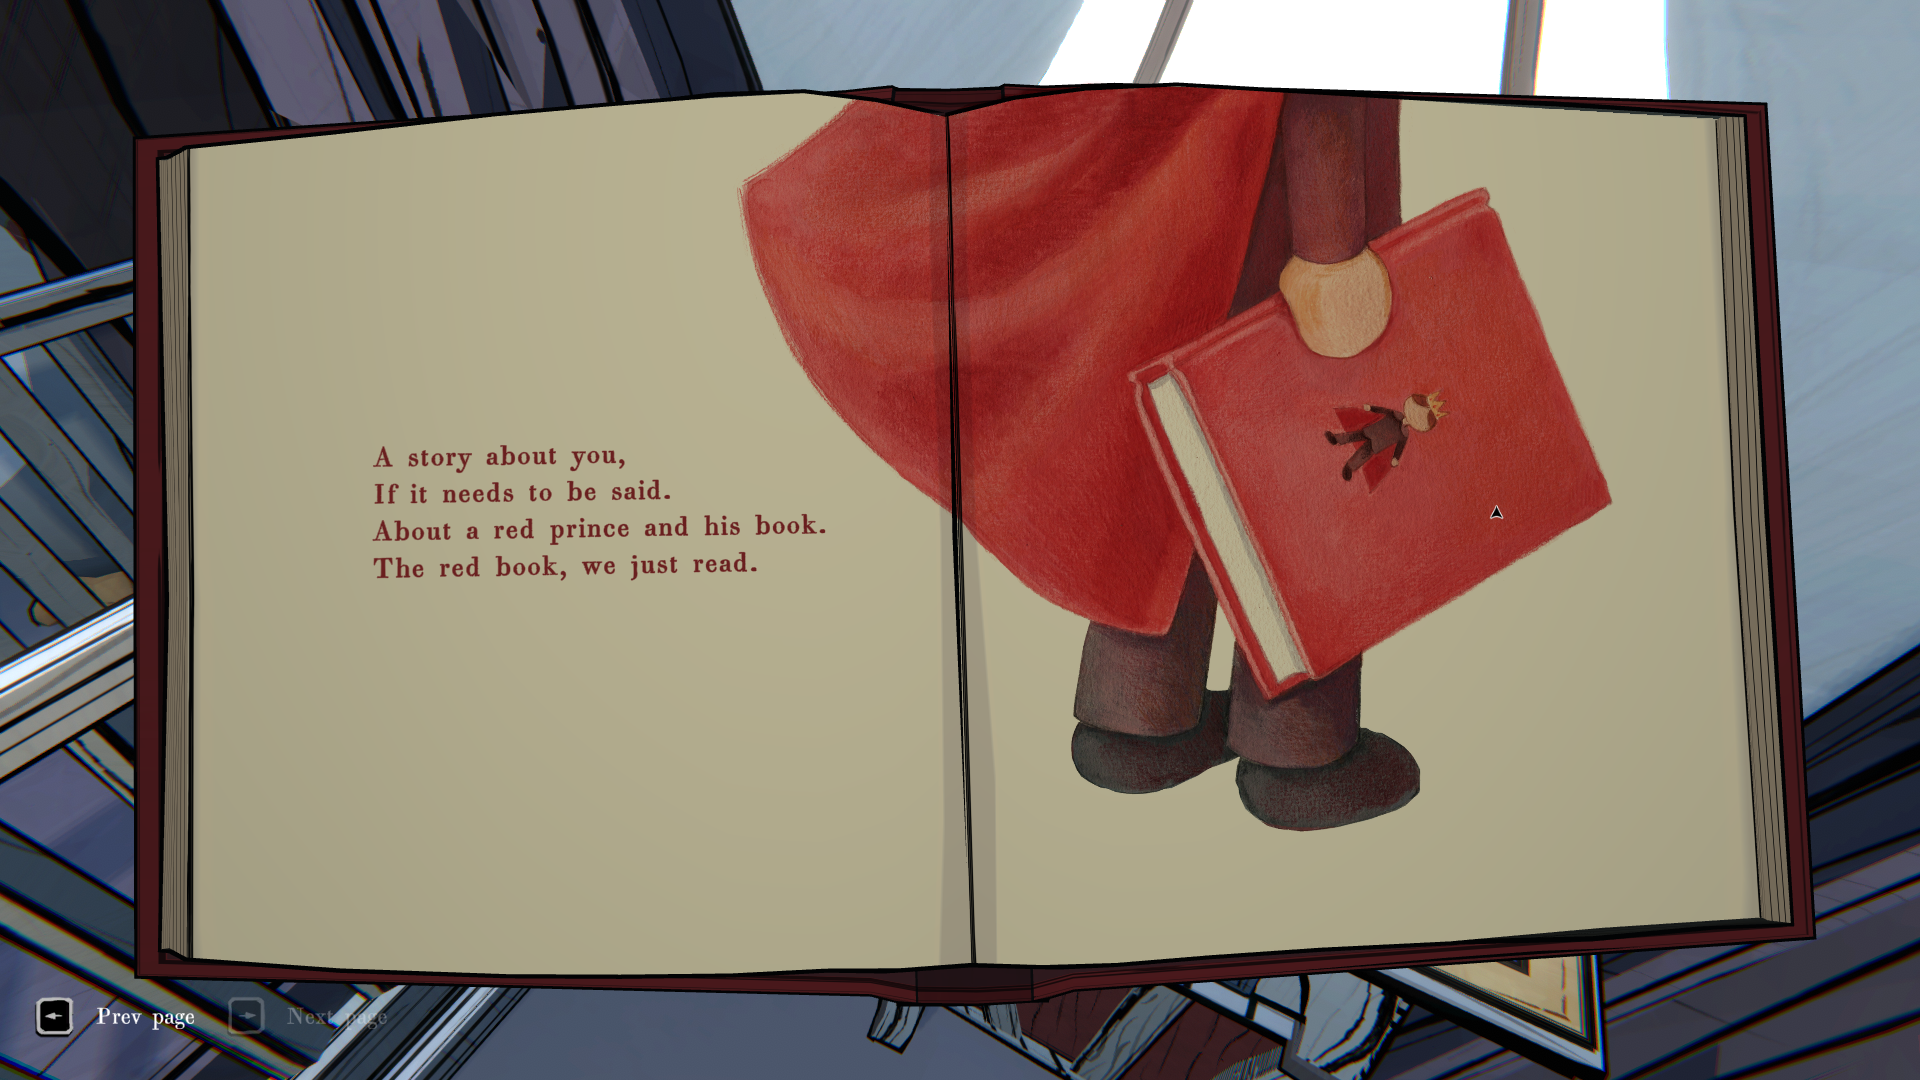 A story about you,
If it needs to be said.
About a red prince and his book.
The red book, we just read.
Prev page
Next page